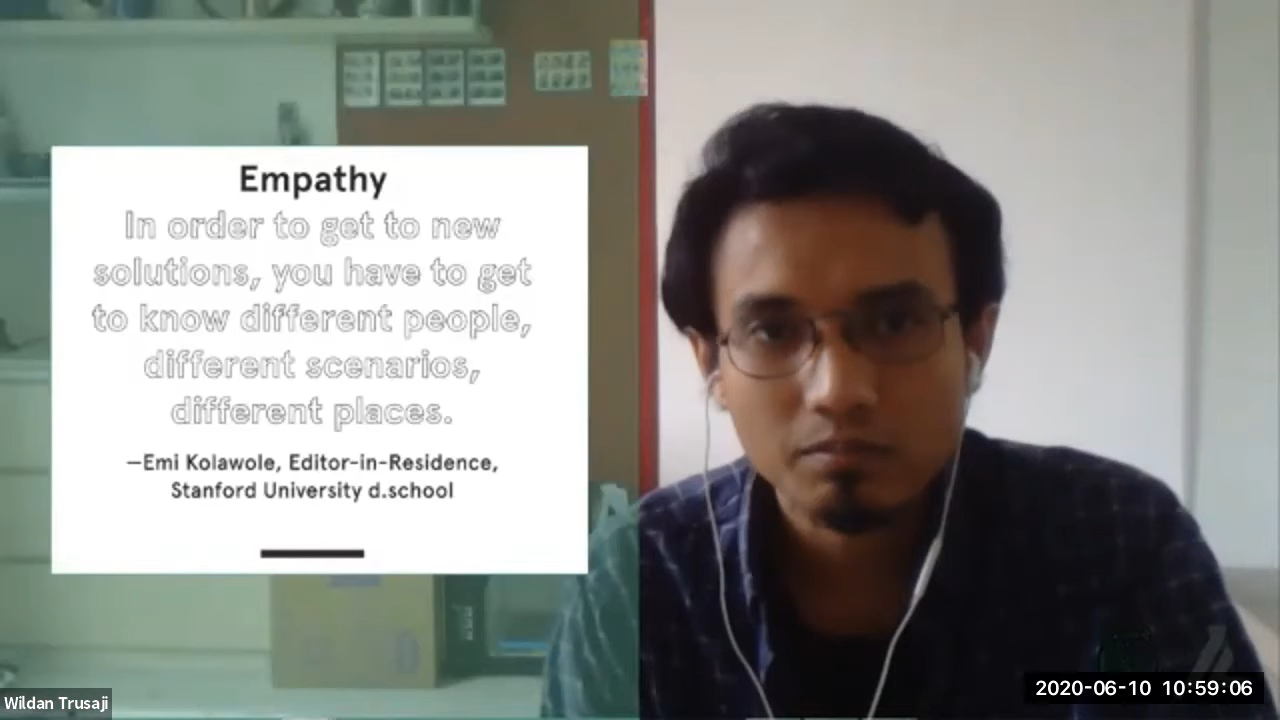 Empathy
In order to get to new
solutions, you have to get
to know different people,
different scenarios,
different places.
—Emi Kolawole, Editor-in-Residence,
Stanford University d.school
Wildan Trusaji
2020-06-10 10:59:06